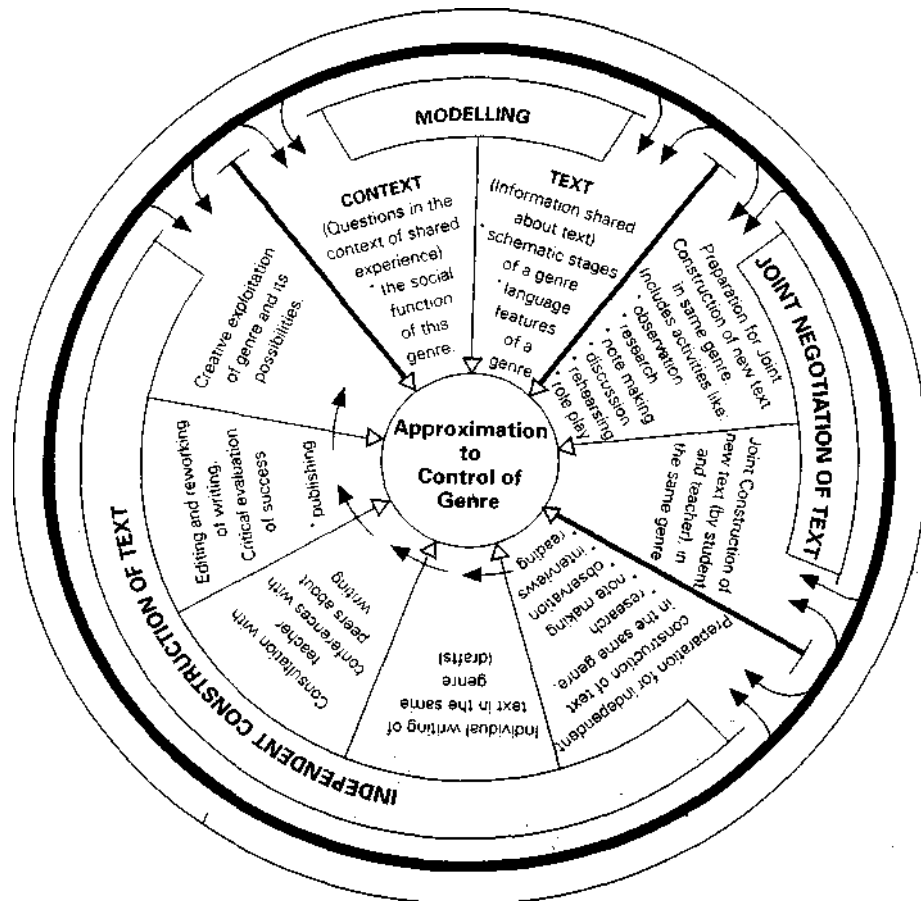 MODELLING
CONTEXT
(Questions in the
context of shared
experience)
• the social
function
of this
genre.
TEXT
(Information shared
about text)
• schematic stages
of a genre
• language
features
of a
genre
JOINT NEGOTIATION OF TEXT
Preparation for Joint
Construction of new text
in same genre.
Includes activities like:
• observation
• research
• note making
• discussion
• rehearsing
• role play
Joint Construction of
new text (by student
and teacher), in
the same genre
INDEPENDENT CONSTRUCTION OF TEXT
Preparation for independent
construction of text
in the same genre.
• research
• note making
• observation
• interviews
• reading
Individual writing of
text in the same
genre
(drafts)
Consultation with
teacher
conferences with
peers about
writing
Editing and reworking
of writing.
Critical evaluation
of success
• publishing
Creative exploitation
of genre and its
possibilities.
Approximation
to
Control of
Genre